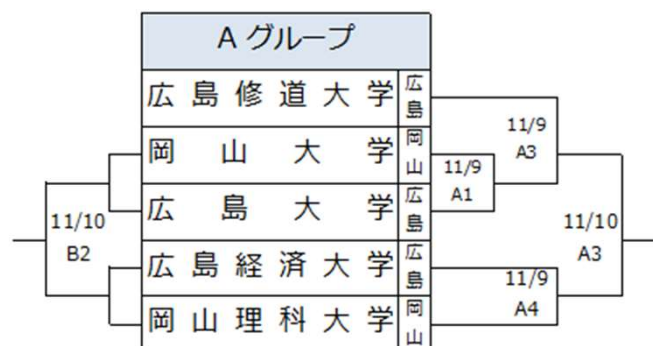 A グループ
広島修道大学 広島
11/9
A3
岡山大学 岡山
11/9
A1
広島大学 広島
11/10
B2
11/10
A3
広島経済大学 広島
11/9
A4
岡山理科大学 岡山